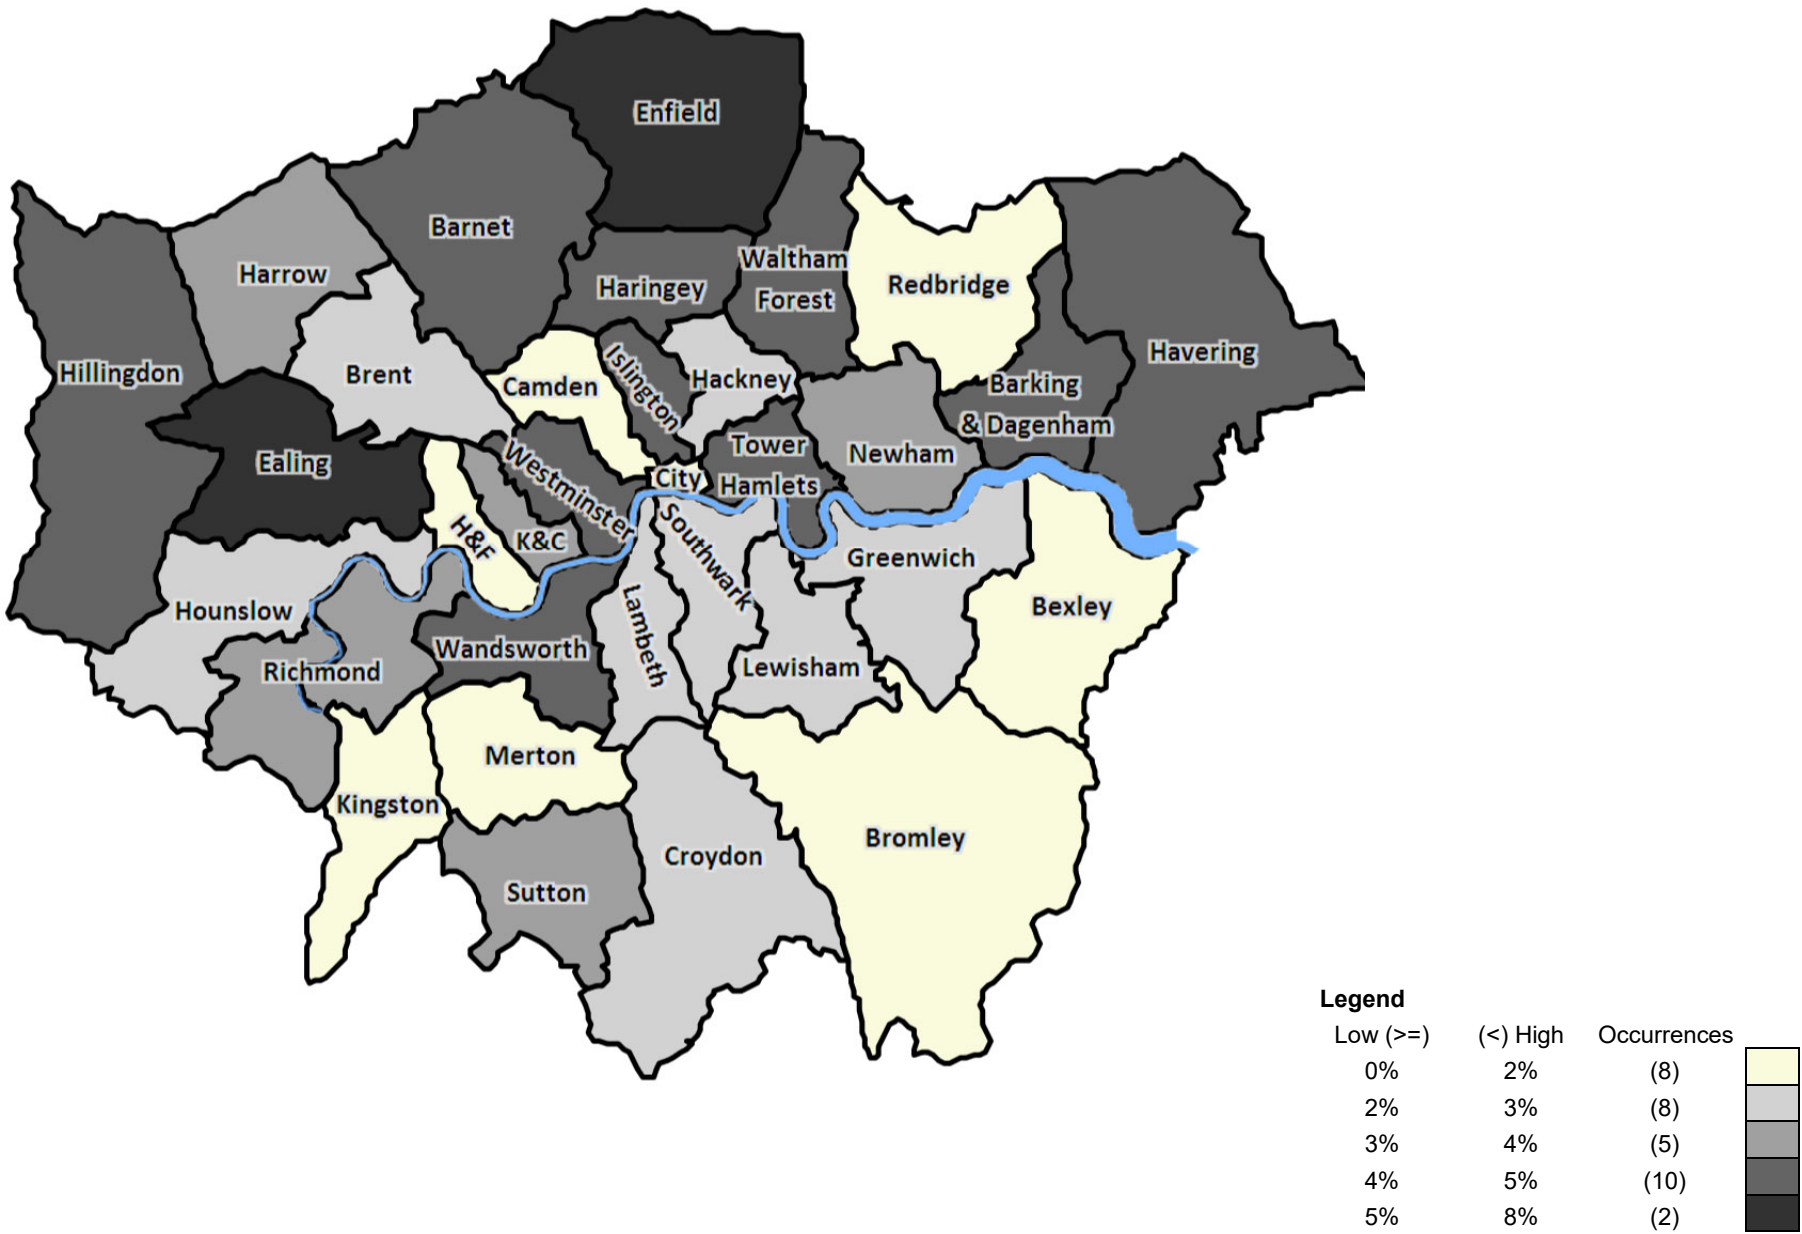 Enfield
Barnet
Harrow
Haringey
Waltham
Forest
Redbridge
Havering
Hillingdon
Brent
Camden
Islington
Hackney
Barking
& Dagenham
Ealing
Westminster
City
Tower
Hamlets
Newham
H&F
K&C
Southwark
Greenwich
Hounslow
Bexley
Richmond
Wandsworth
Lambeth
Lewisham
Merton
Kingston
Bromley
Croydon
Sutton
Legend
Low (>=) (<) High Occurrences
0% 2% (8)
2% 3% (8)
3% 4% (5)
4% 5% (10)
5% 8% (2)